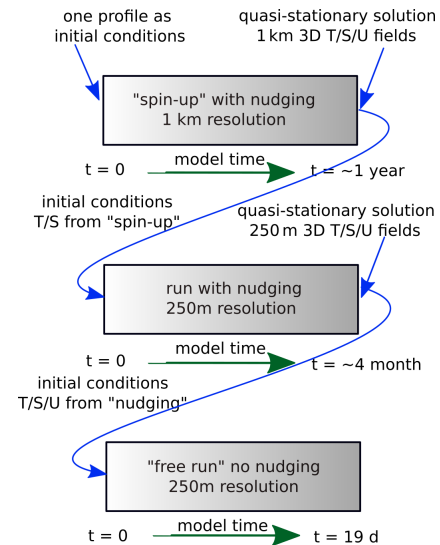 one profile as
initial conditions
quasi-stationary solution
1 km 3D T/S/U fields
"spin-up" with nudging
1 km resolution
t = 0
model time
t = ~1 year
initial conditions
T/S from "spin-up"
quasi-stationary solution
250 m 3D T/S/U fields
run with nudging
250m resolution
t = 0
model time
t = ~4 month
initial conditions
T/S/U from "nudging"
"free run" no nudging
250m resolution
t = 0
model time
t = 19 d